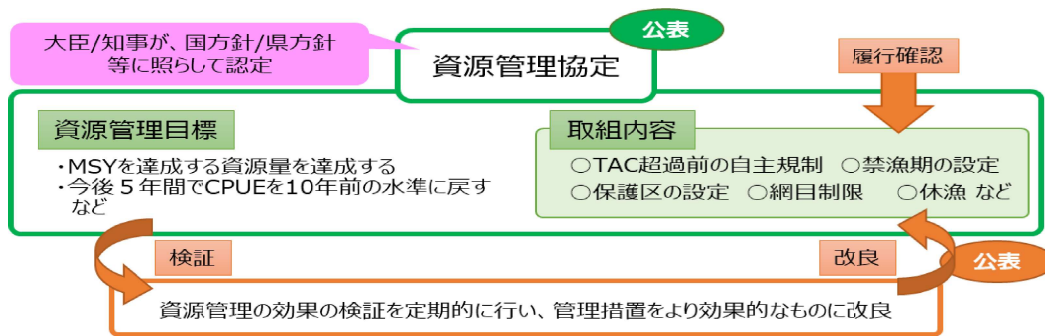 公表
大臣/知事が、国方針/県方針
等に照らして認定
資源管理協定
履行確認
資源管理目標
・MSYを達成する資源量を達成する
・今後5年間でCPUEを10年前の水準に戻す
など
取組内容
○TAC超過前の自主規制 ○禁漁期の設定
○保護区の設定 ○網目制限 ○休漁 など
検証
改良
公表
資源管理の効果の検証を定期的に行い、管理措置をより効果的なものに改良